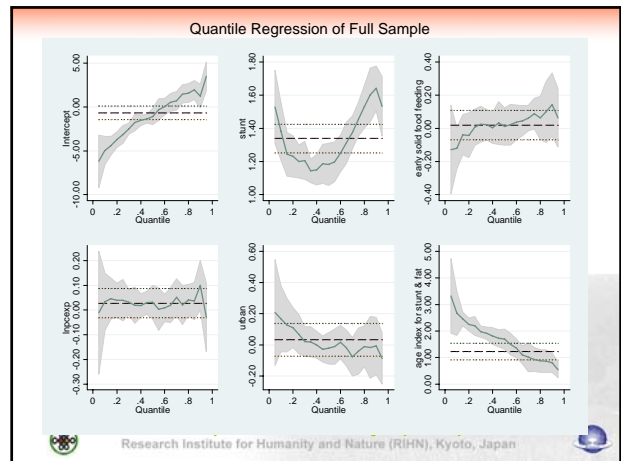 Quantile Regression of Full Sample
Intercept
-10.00 -5.00 0.00 5.00
0 .2 .4 .6 .8 1
Quantile
stunt
1.00 1.20 1.40 1.60 1.80
0 .2 .4 .6 .8 1
Quantile
early solid food feeding
-0.40 -0.20 0.00 0.20 0.40
0 .2 .4 .6 .8 1
Quantile
lnpcexp
-0.30 -0.20 -0.10 0.00 0.10 0.20
0 .2 .4 .6 .8 1
Quantile
urban
-0.20 0.00 0.20 0.40 0.60
0 .2 .4 .6 .8 1
Quantile
age index for stunt & fat
0.00 1.00 2.00 3.00 4.00 5.00
0 .2 .4 .6 .8 1
Quantile
Research Institute for Humanity and Nature (RIHN), Kyoto, Japan